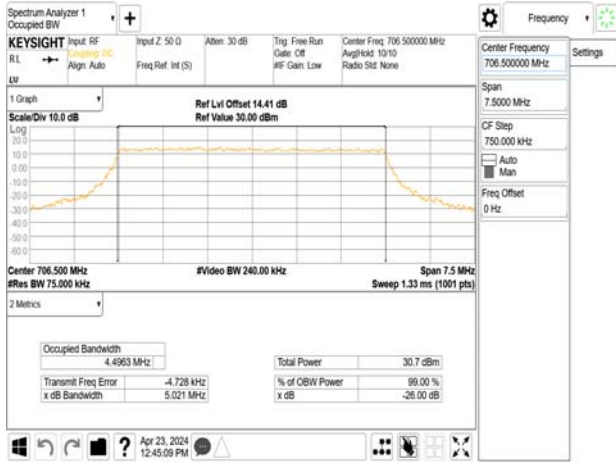 Spectrum Analyzer 1
Occupied BW
+
Frequency
KEYSIGHT
Input: RF
Coupling: DC
Align: Auto
Input Z: 50 Ω
Freq Ref: Int (S)
Atten: 30 dB
Trig: Free Run
Gate: Off
#IF Gain: Low
Center Freq: 706.500000 MHz
Avg|Hold: 10/10
Radio Std: None
RL
LXI
Center Frequency
706.500000 MHz
Settings
Span
7.5000 MHz
CF Step
750.000 kHz
Auto
Man
Freq Offset
0 Hz
1 Graph
Scale/Div 10.0 dB
Ref Lvl Offset 14.41 dB
Ref Value 30.00 dBm
Log
20.0
10.0
0.00
-10.0
-20.0
-30.0
-40.0
-50.0
-60.0
Center 706.500 MHz
#Video BW 240.00 kHz
Span 7.5 MHz
#Res BW 75.000 kHz
Sweep 1.33 ms (1001 pts)
2 Metrics
Occupied Bandwidth
4.4963 MHz
Total Power
30.7 dBm
Transmit Freq Error
-4.728 kHz
% of OBW Power
99.00 %
x dB Bandwidth
5.021 MHz
x dB
-26.00 dB
?
Apr 23, 2024
12:45:09 PM